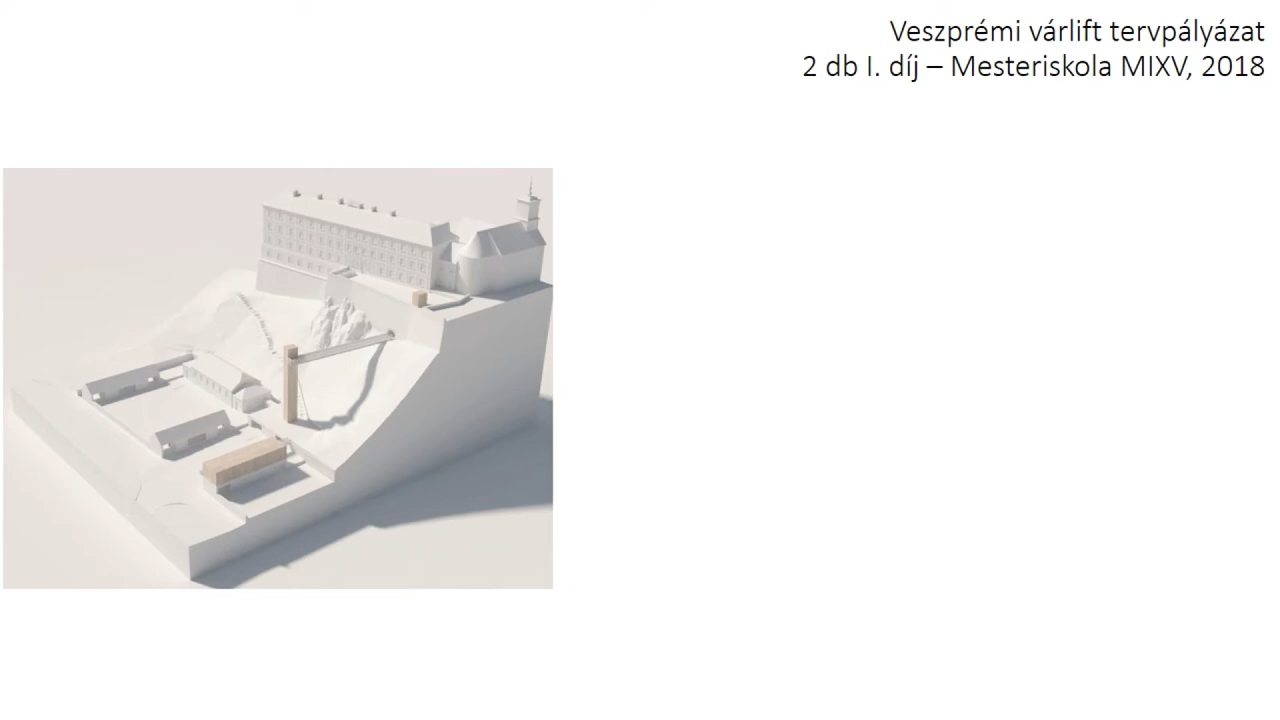 Veszprémi várlift tervpályázat
2 db I. díj – Mesteriskola MIXV, 2018